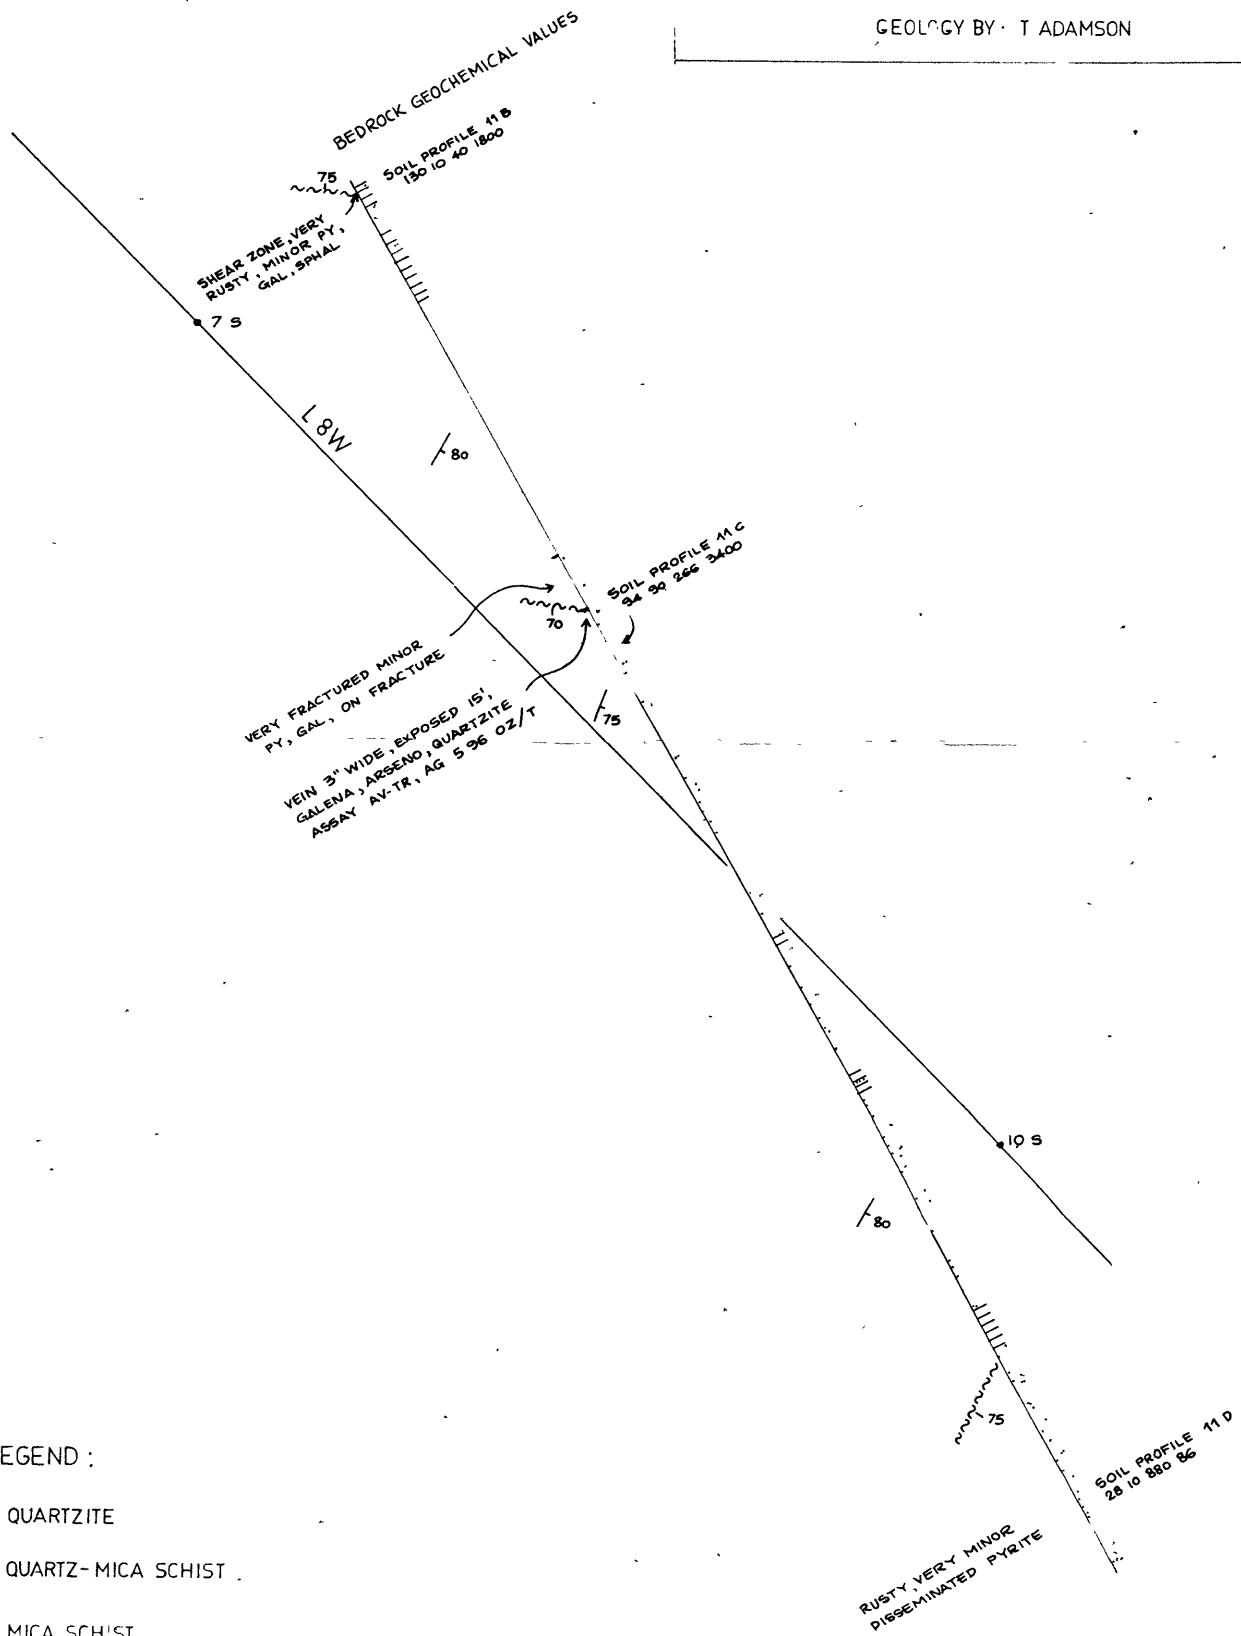 GEOLOGY BY · T ADAMSON
BEDROCK GEOCHEMICAL VALUES
SOIL PROFILE 11 B
130 10 40 1800
75
SHEAR ZONE, VERY
RUSTY, MINOR PY,
GAL, SPHAL
7 S
L 8W
80
SOIL PROFILE 11 C
94 90 266 3400
70
VERY FRACTURED MINOR
PY, GAL, ON FRACTURE
75
VEIN 3" WIDE, EXPOSED 15',
GALENA, ARSENO, QUARTZITE
ASSAY AV-TR, AG 5 96 OZ/T
10 S
80
75
SOIL PROFILE 11 D
28 10 880 86
RUSTY, VERY MINOR
DISSEMINATED PYRITE
EGEND :
QUARTZITE
QUARTZ-MICA SCHIST
MICA SCHIST